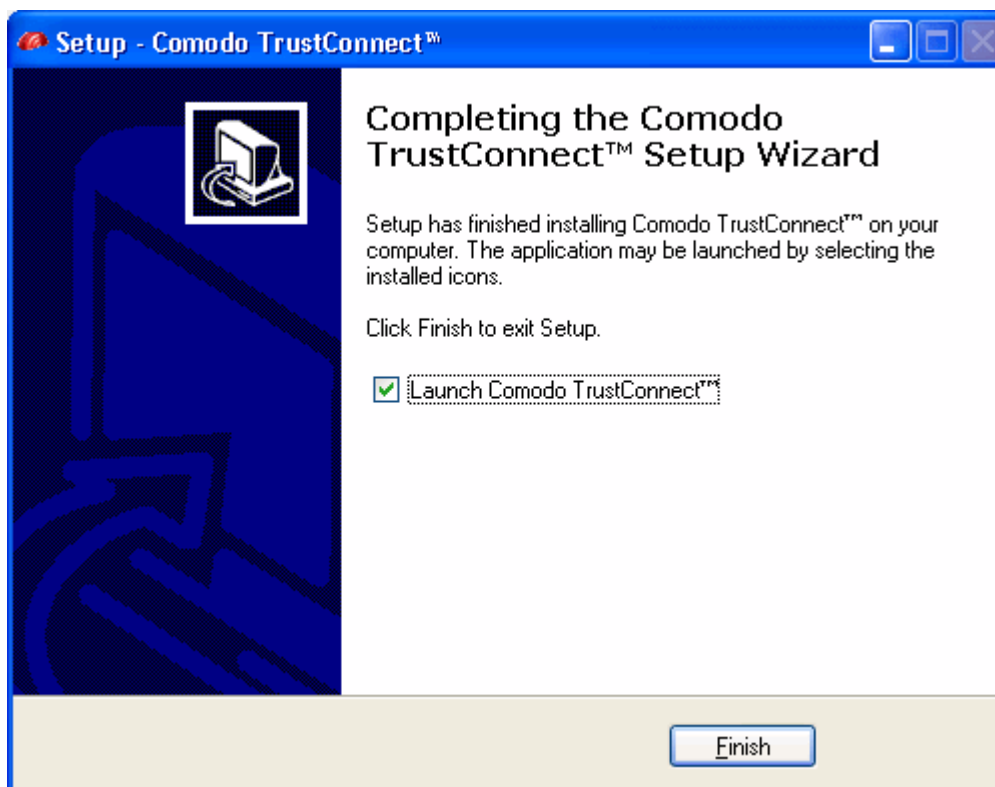 Setup - Comodo TrustConnect™
Completing the Comodo
TrustConnect™ Setup Wizard
Setup has finished installing Comodo TrustConnect™ on your
computer. The application may be launched by selecting the
installed icons.
Click Finish to exit Setup.
Launch Comodo TrustConnect™
Finish